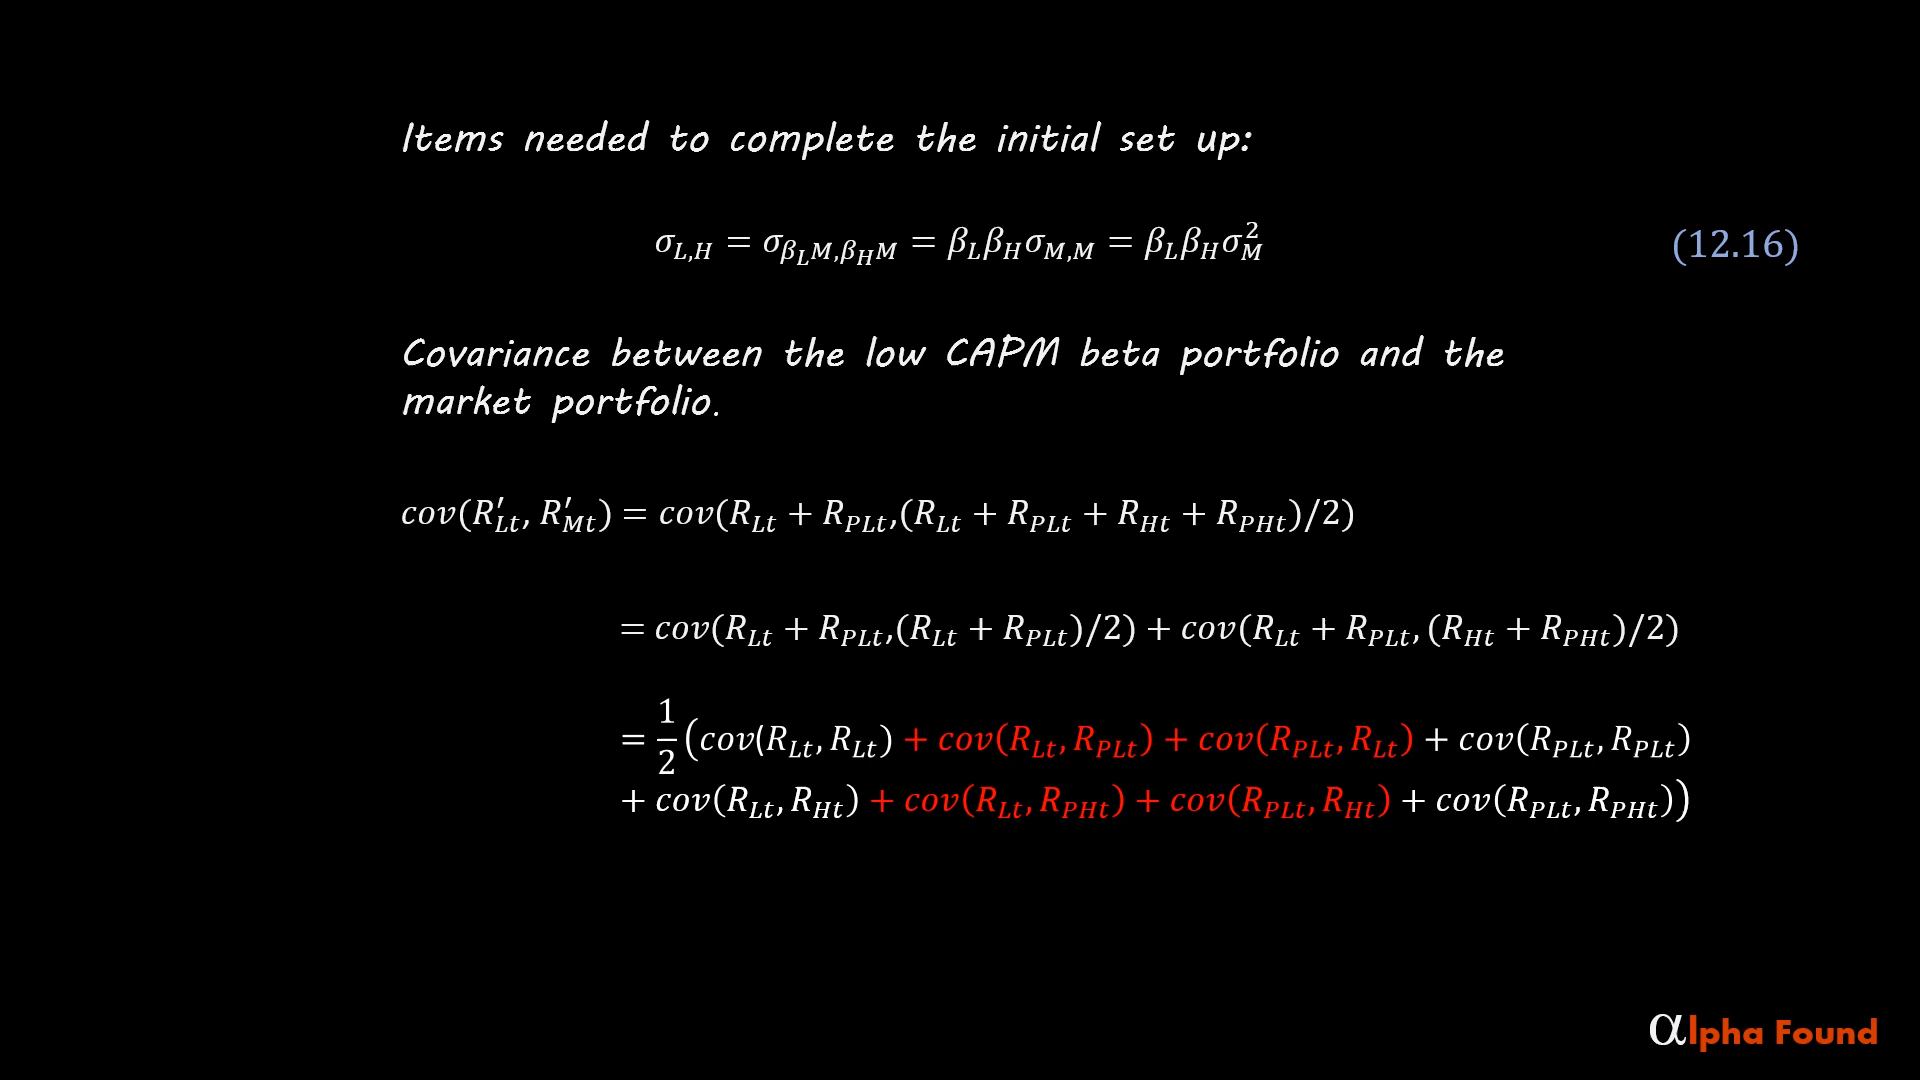 Items needed to complete the initial set up:
σ_{L,H} = σ_{β_L M,β_H M} = β_L β_H σ_{M,M} = β_L β_H σ_M^2 (12.16)
Covariance between the low CAPM beta portfolio and the
market portfolio.
cov(R'_{Lt}, R'_{Mt}) = cov(R_{Lt} + R_{PLt},(R_{Lt} + R_{PLt} + R_{Ht} + R_{PHt})/2)
= cov(R_{Lt} + R_{PLt},(R_{Lt} + R_{PLt})/2) + cov(R_{Lt} + R_{PLt}, (R_{Ht} + R_{PHt})/2)
= \frac{1}{2}(cov(R_{Lt}, R_{Lt}) + cov(R_{Lt}, R_{PLt}) + cov(R_{PLt}, R_{Lt}) + cov(R_{PLt}, R_{PLt})
+ cov(R_{Lt}, R_{Ht}) + cov(R_{Lt}, R_{PHt}) + cov(R_{PLt}, R_{Ht}) + cov(R_{PLt}, R_{PHt}))
αlpha Found